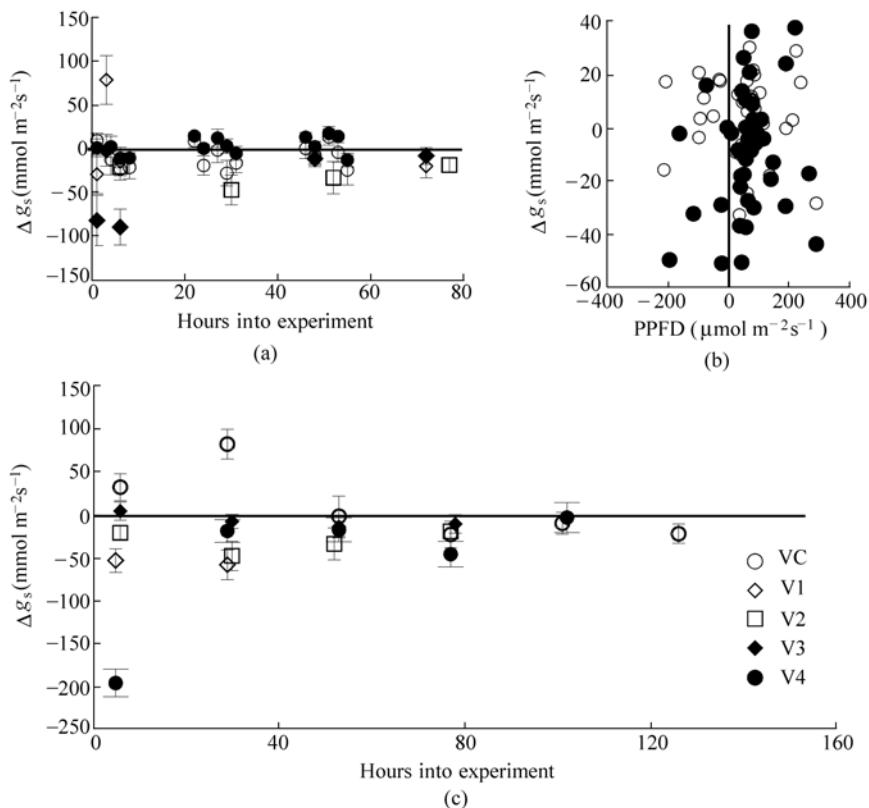 150
100
50
0
−50
−100
150
Δ gₛ (mmol m⁻²s⁻¹)
0
20
40
60
80
Hours into experiment
(a)
40
20
0
−20
−40
−60
Δ gₛ (mmol m⁻²s⁻¹)
−400
−200
0
200
400
PPFD (μmol m⁻²s⁻¹)
(b)
150
100
50
0
−50
−100
−150
−200
−250
Δgₛ (mmol m⁻²s⁻¹)
0
40
80
120
160
Hours into experiment
(c)
VC
V1
V2
V3
V4